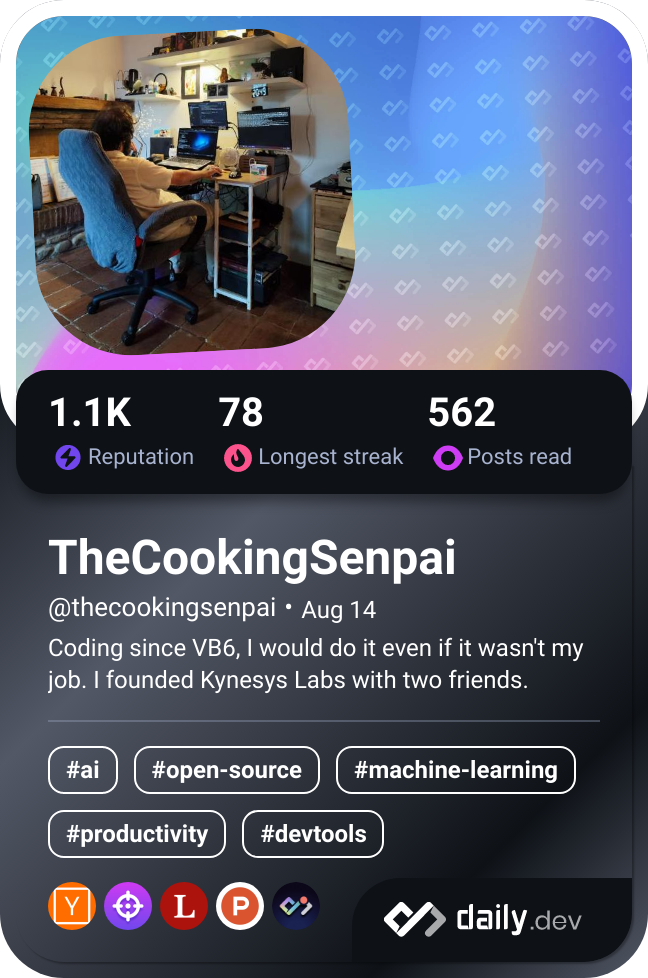 1.1K 78 562
Reputation Longest streak Posts read
TheCookingSenpai
@thecookingsenpai • Aug 14
Coding since VB6, I would do it even if it wasn't my
job. I founded Kynesys Labs with two friends.
#ai #open-source #machine-learning
#productivity #devtools
Y L P daily.dev